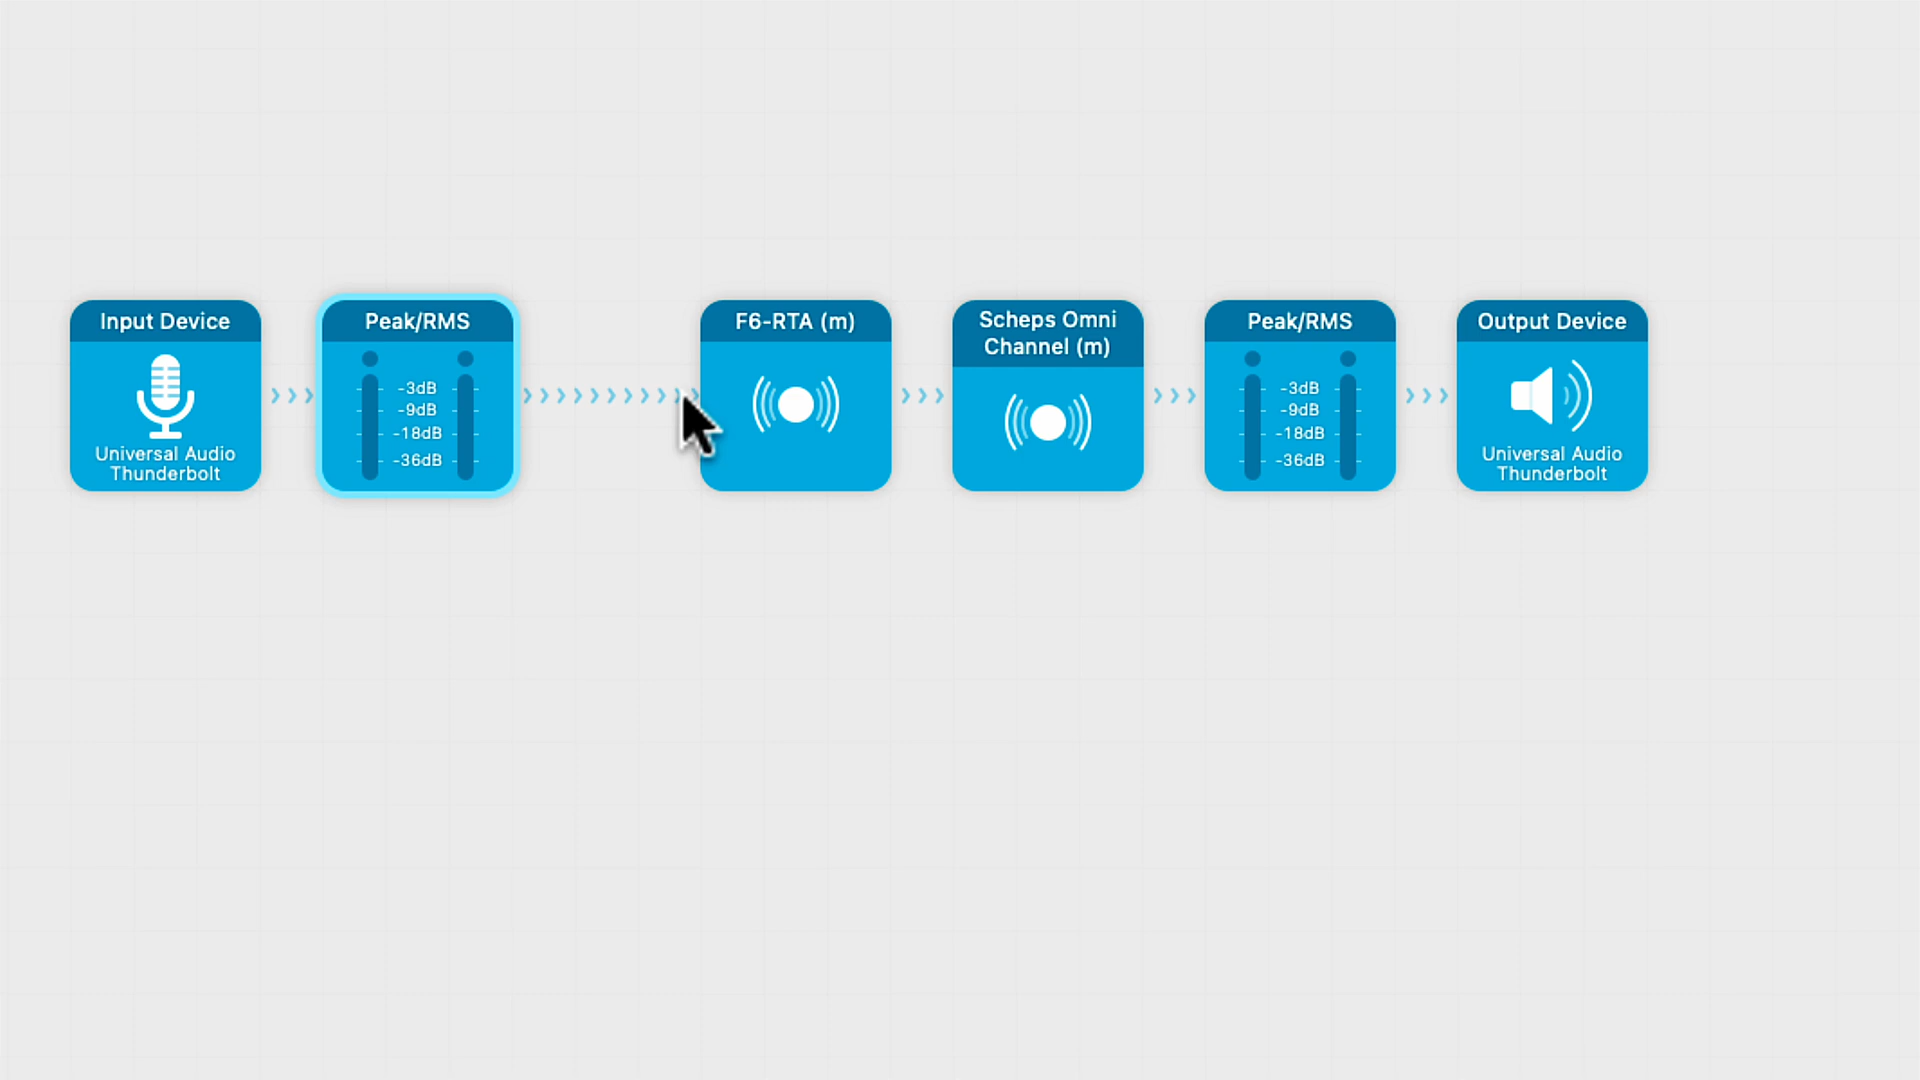 Input Device
Universal Audio
Thunderbolt
Peak/RMS
-3dB
-9dB
-18dB
-36dB
F6-RTA (m)
Scheps Omni
Channel (m)
Peak/RMS
-3dB
-9dB
-18dB
-36dB
Output Device
Universal Audio
Thunderbolt